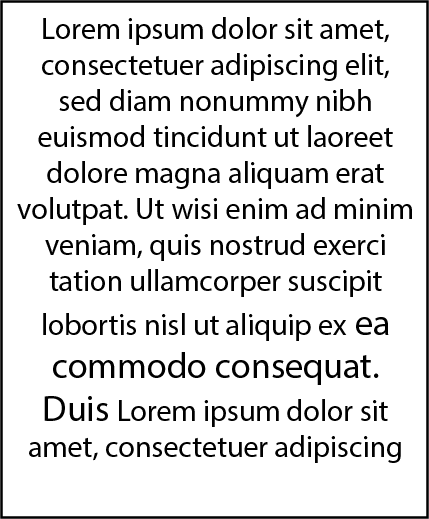 Lorem ipsum dolor sit amet,
consectetuer adipiscing elit,
sed diam nonummy nibh
euismod tincidunt ut laoreet
dolore magna aliquam erat
volutpat. Ut wisi enim ad minim
veniam, quis nostrud exerci
tation ullamcorper suscipit
lobortis nisl ut aliquip ex ea
commodo consequat.
Duis Lorem ipsum dolor sit
amet, consectetuer adipiscing